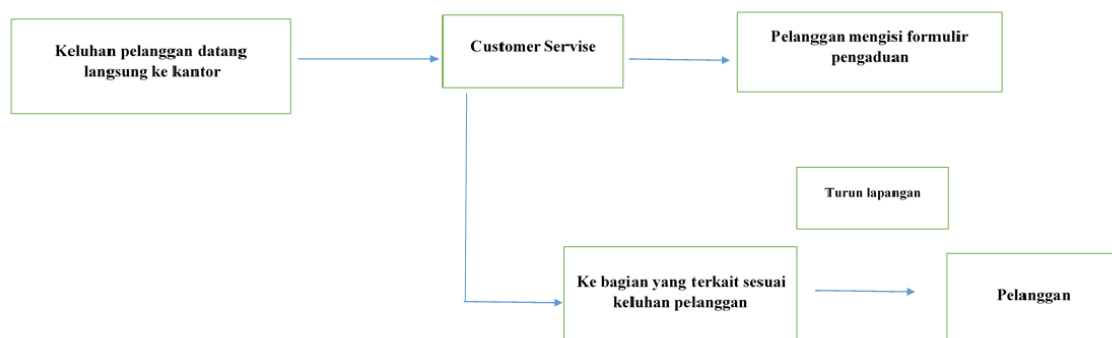 Keluhan pelanggan datang
langsung ke kantor
Customer Servise
Pelanggan mengisi formulir
pengaduan
Turun lapangan
Ke bagian yang terkait sesuai
keluhan pelanggan
Pelanggan